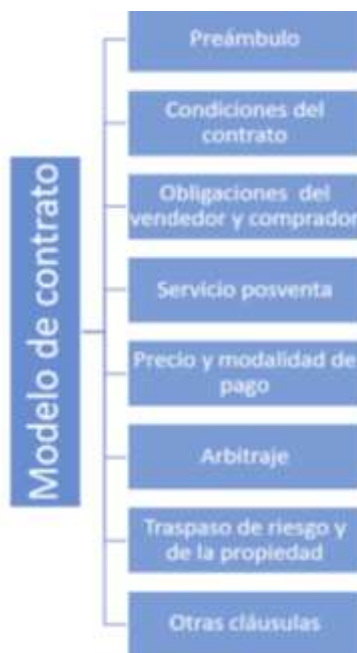 Modelo de contrato
Preámbulo
Condiciones del
contrato
Obligaciones del
vendedor y comprador
Servicio posventa
Precio y modalidad de
pago
Arbitraje
Traspaso de riesgo y
de la propiedad
Otras cláusulas